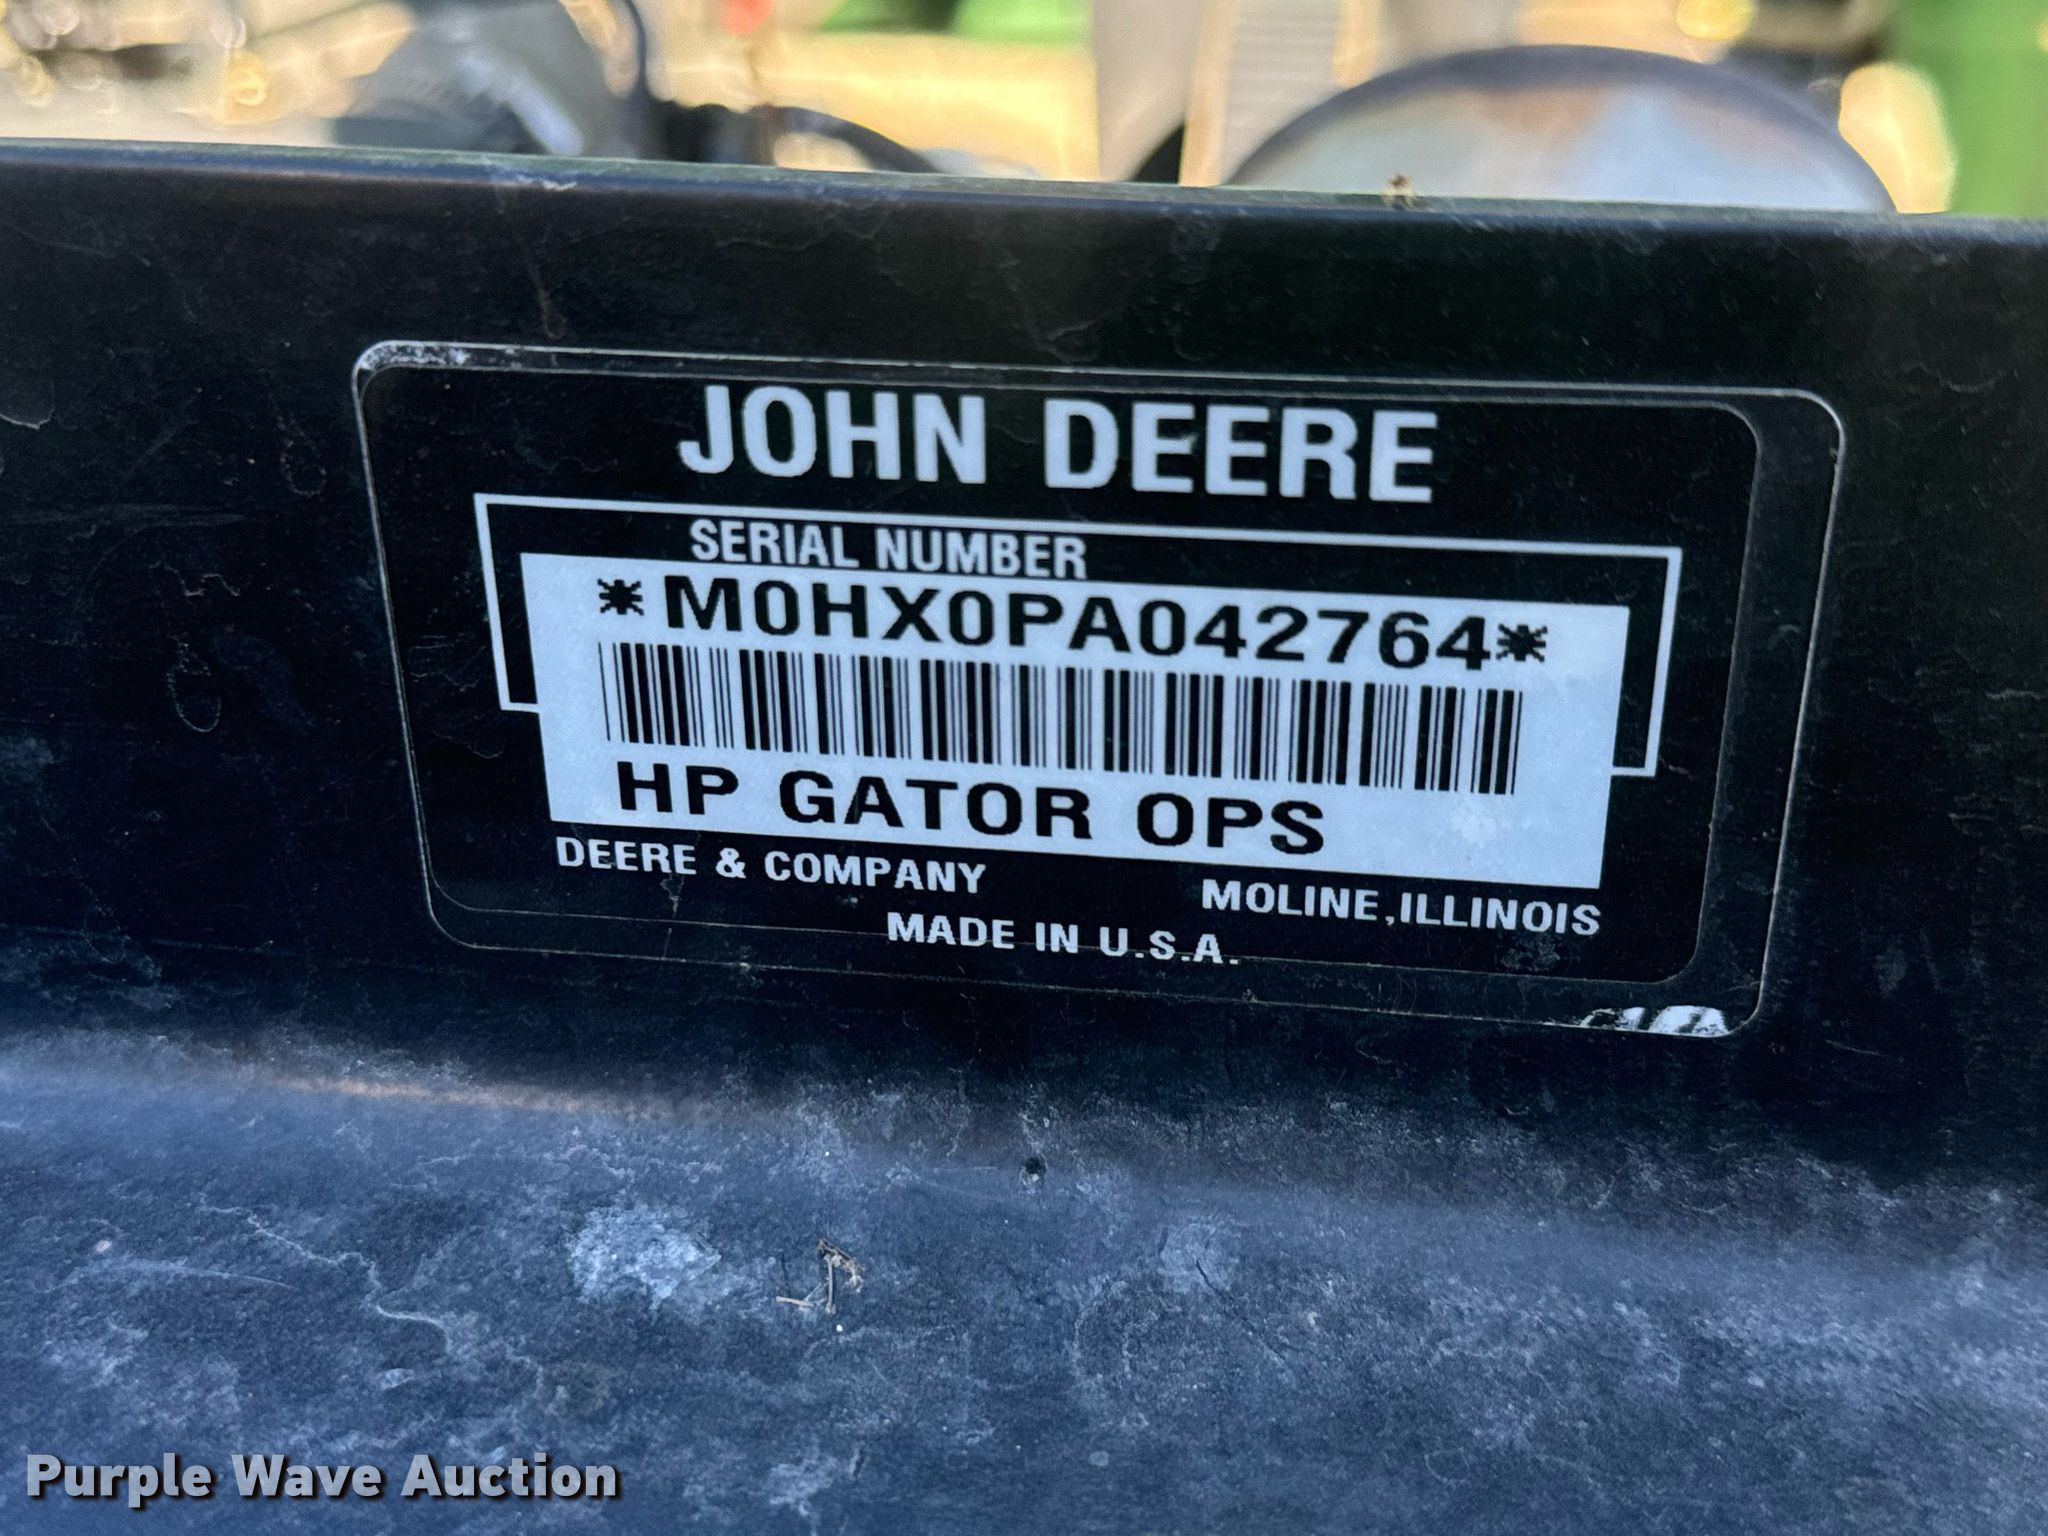 JOHN DEERE
SERIAL NUMBER
*M0HX0PA042764*
HP GATOR OPS
DEERE & COMPANY MOLINE,ILLINOIS
MADE IN U.S.A.
Purple Wave Auction